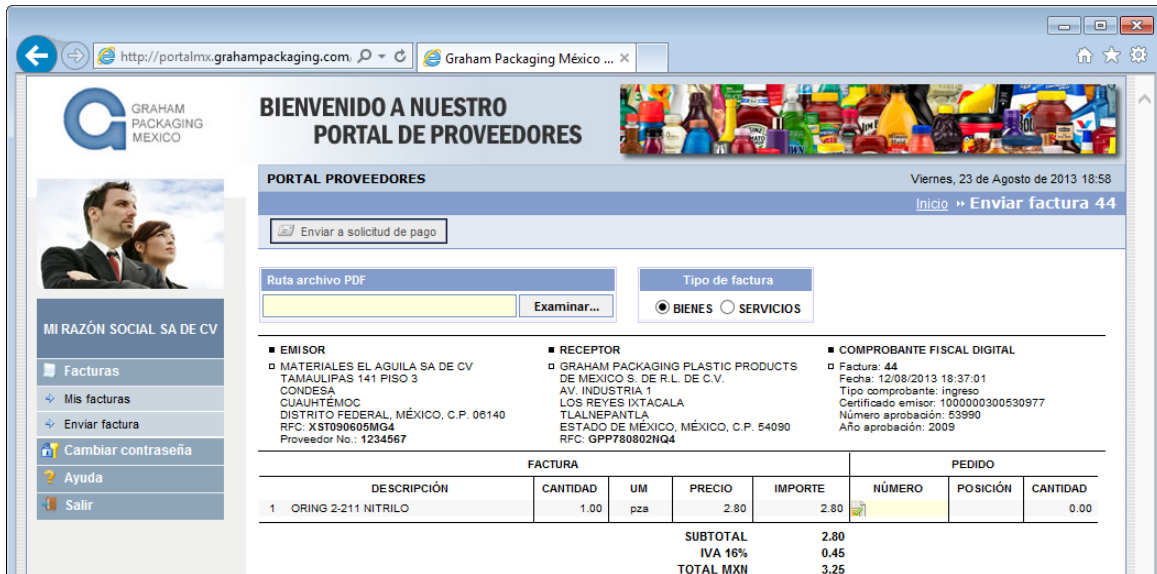 http://portalmx.grahampackaging.com
Graham Packaging México ...
GRAHAM
PACKAGING
MEXICO
BIENVENIDO A NUESTRO
PORTAL DE PROVEEDORES
PORTAL PROVEEDORES
Viernes, 23 de Agosto de 2013 18:58
Inicio » Enviar factura 44
Enviar a solicitud de pago
Ruta archivo PDF
Examinar...
Tipo de factura
BIENES SERVICIOS
MI RAZÓN SOCIAL SA DE CV
Facturas
Mis facturas
Enviar factura
Cambiar contraseña
Ayuda
Salir
EMISOR
MATERIALES EL AGUILA SA DE CV
TAMAULIPAS 141 PISO 3
CONDESA
CUAUHTÉMOC
DISTRITO FEDERAL, MÉXICO, C.P. 06140
RFC: XST090605MG4
Proveedor No.: 1234567
RECEPTOR
GRAHAM PACKAGING PLASTIC PRODUCTS
DE MEXICO S. DE R.L. DE C.V.
AV. INDUSTRIA 1
LOS REYES IXTACALA
TLALNEPANTLA
ESTADO DE MÉXICO, MÉXICO, C.P. 54090
RFC: GPP780802NQ4
COMPROBANTE FISCAL DIGITAL
Factura: 44
Fecha: 12/08/2013 18:37:01
Tipo comprobante: ingreso
Certificado emisor: 1000000300530977
Número aprobación: 53990
Año aprobación: 2009
FACTURA PEDIDO
DESCRIPCIÓN CANTIDAD UM PRECIO IMPORTE NÚMERO POSICIÓN CANTIDAD
1 ORING 2-211 NITRILO 1.00 pza 2.80 2.80 0.00
SUBTOTAL 2.80
IVA 16% 0.45
TOTAL MXN 3.25